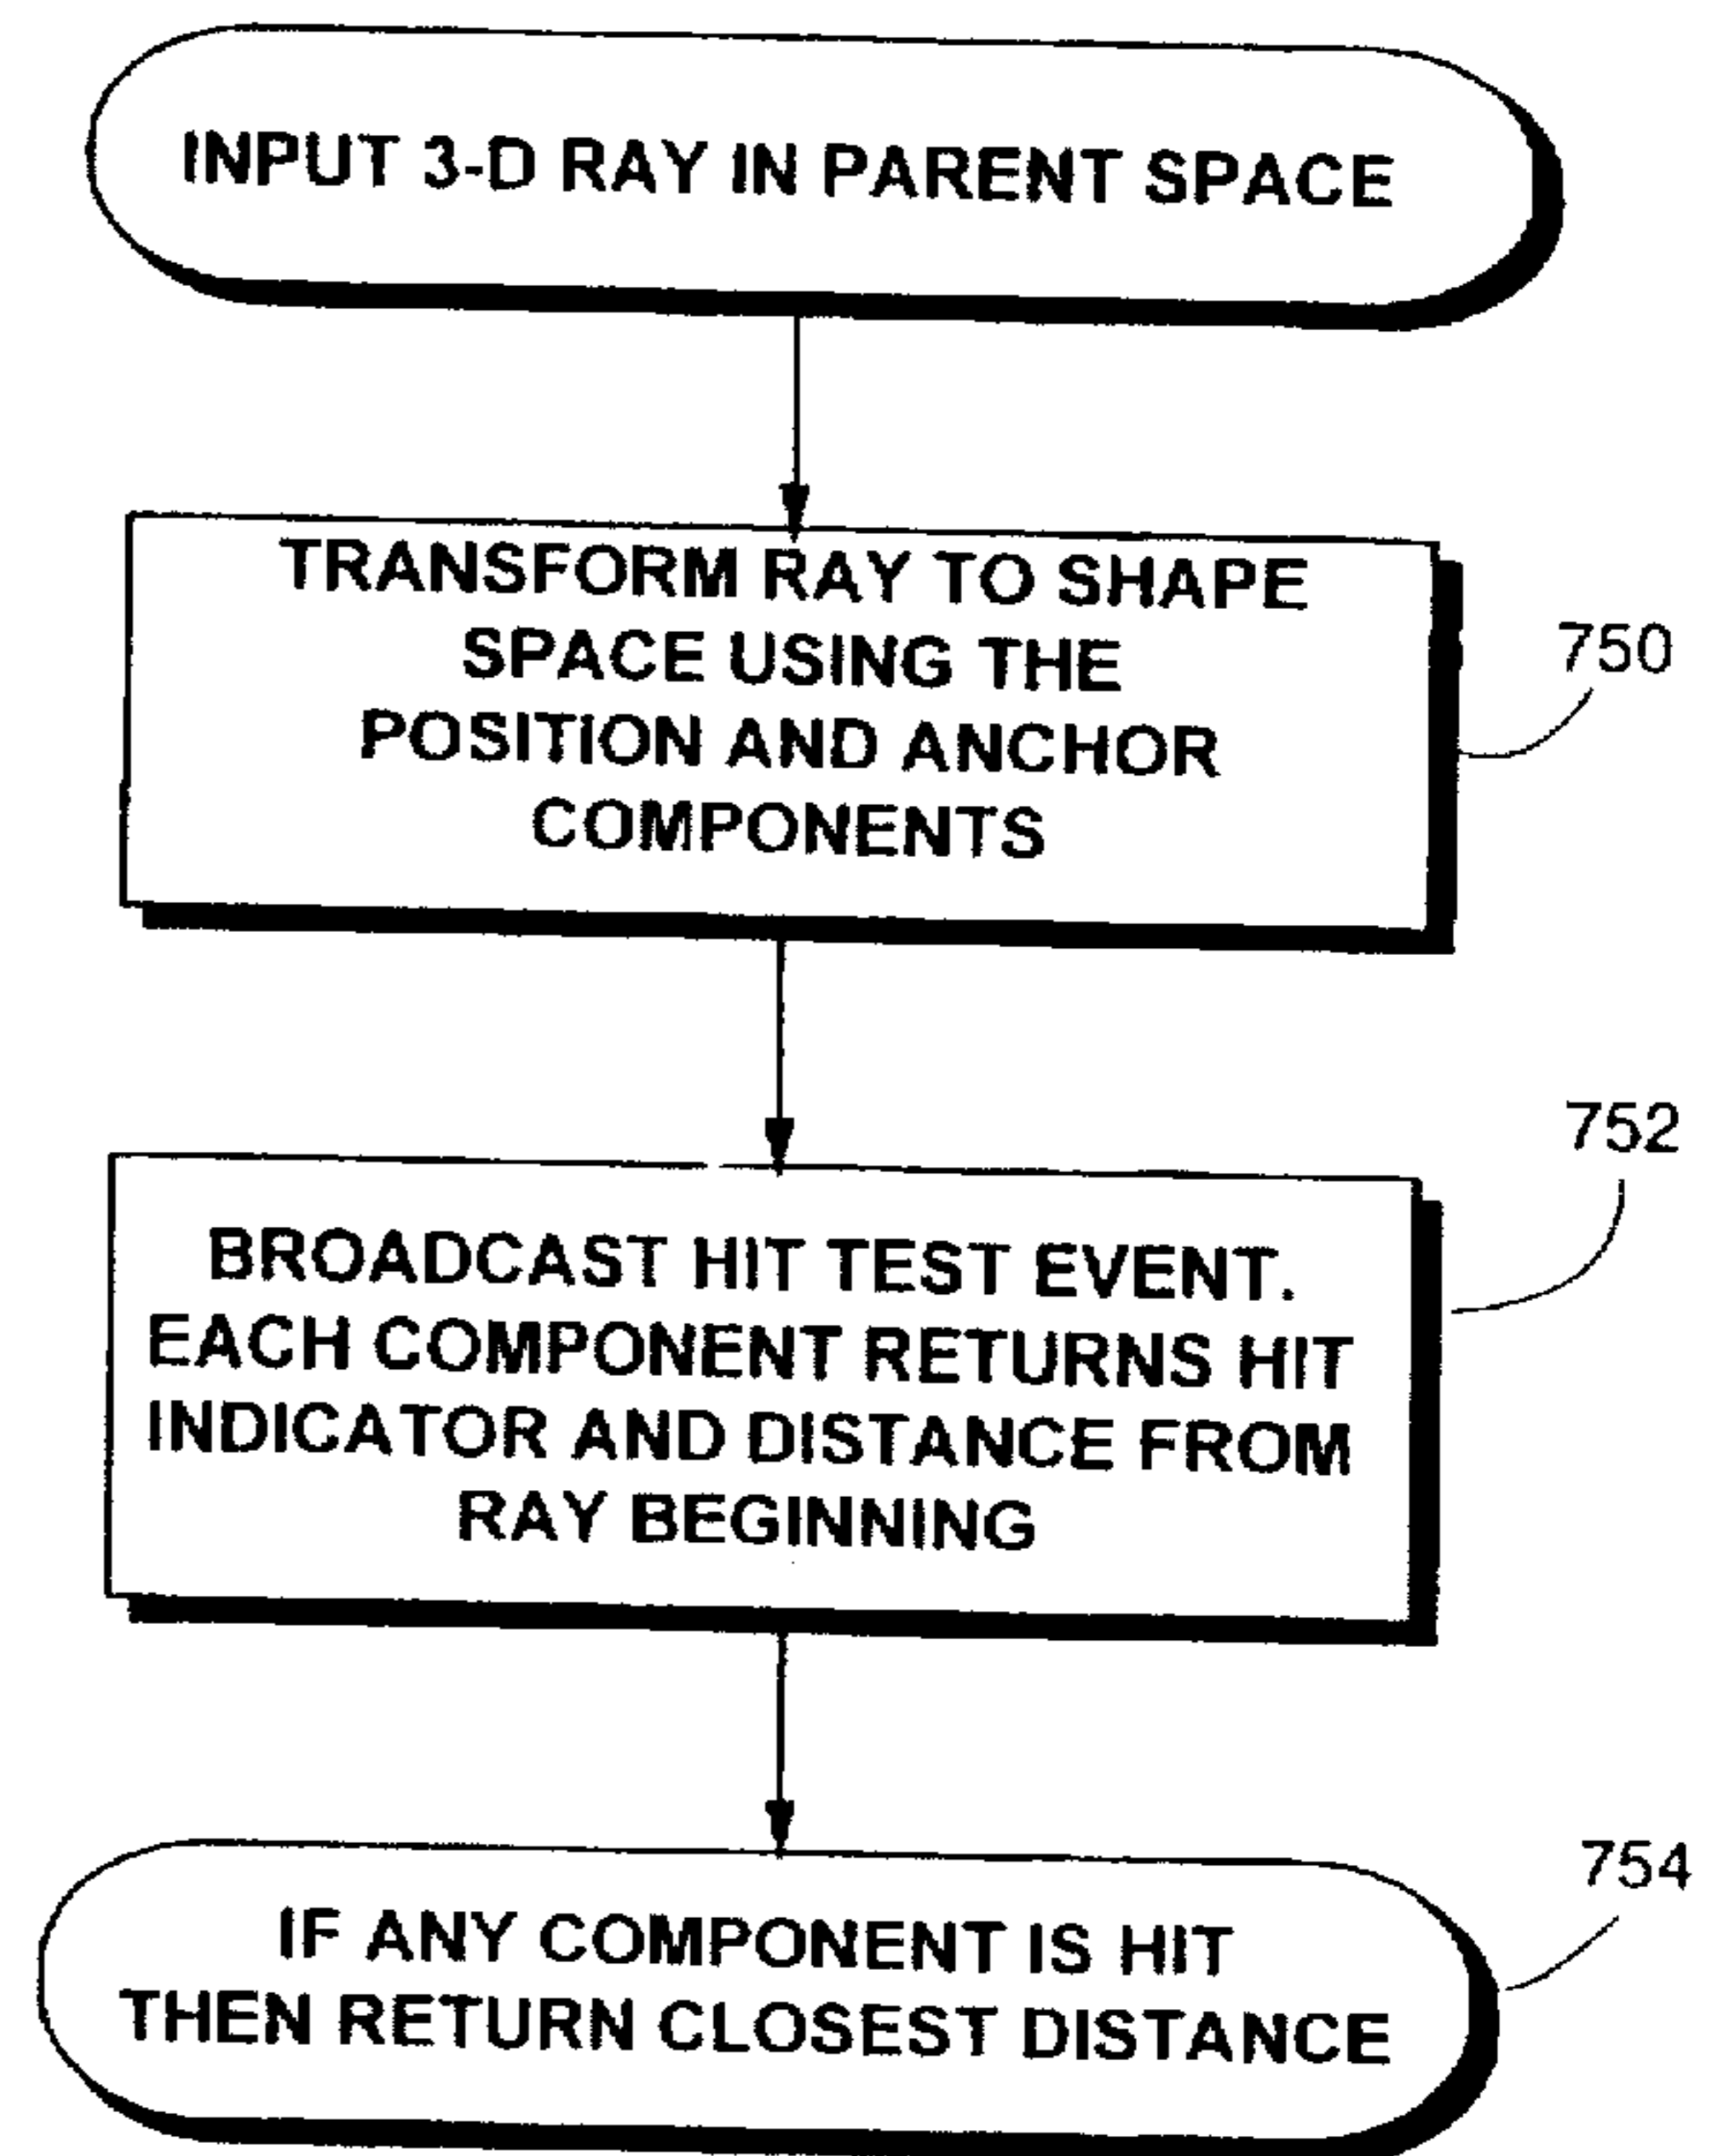 INPUT 3-D RAY IN PARENT SPACE
TRANSFORM RAY TO SHAPE
SPACE USING THE
POSITION AND ANCHOR
COMPONENTS
750
BROADCAST HIT TEST EVENT.
EACH COMPONENT RETURNS HIT
INDICATOR AND DISTANCE FROM
RAY BEGINNING
752
IF ANY COMPONENT IS HIT
THEN RETURN CLOSEST DISTANCE
754